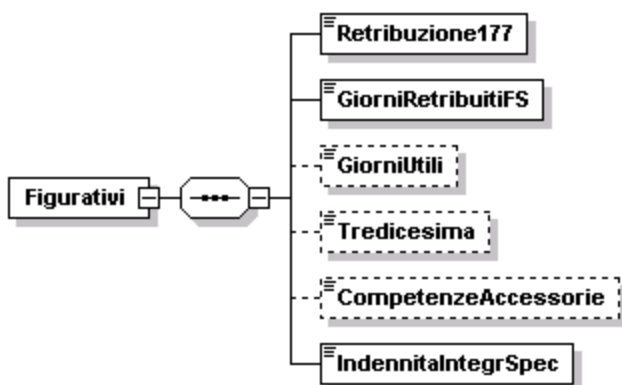 Retribuzione177
GiorniRetribuitiFS
GiorniUtili
Figurativi
Tredicesima
CompetenzeAccessorie
IndennitaIntegrSpec